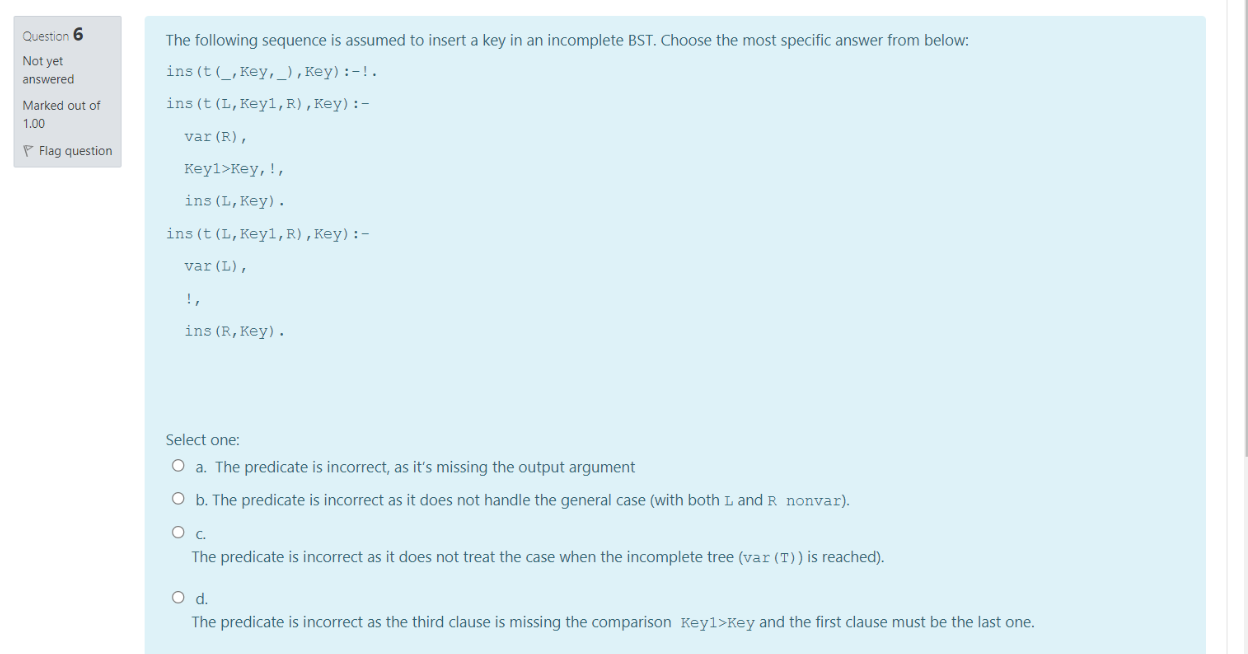 Question 6
Not yet
answered
Marked out of
1.00
Flag question
The following sequence is assumed to insert a key in an incomplete BST. Choose the most specific answer from below:
ins(t(_,Key,_),Key):-!.
ins(t(L,Key1,R),Key):-
var(R),
Key1>Key,!,
ins(L,Key).
ins(t(L,Key1,R),Key):-
var(L),
!,
ins(R,Key).
Select one:
a. The predicate is incorrect, as it's missing the output argument
b. The predicate is incorrect as it does not handle the general case (with both L and R nonvar).
c.
The predicate is incorrect as it does not treat the case when the incomplete tree (var(T)) is reached).
d.
The predicate is incorrect as the third clause is missing the comparison Key1>Key and the first clause must be the last one.